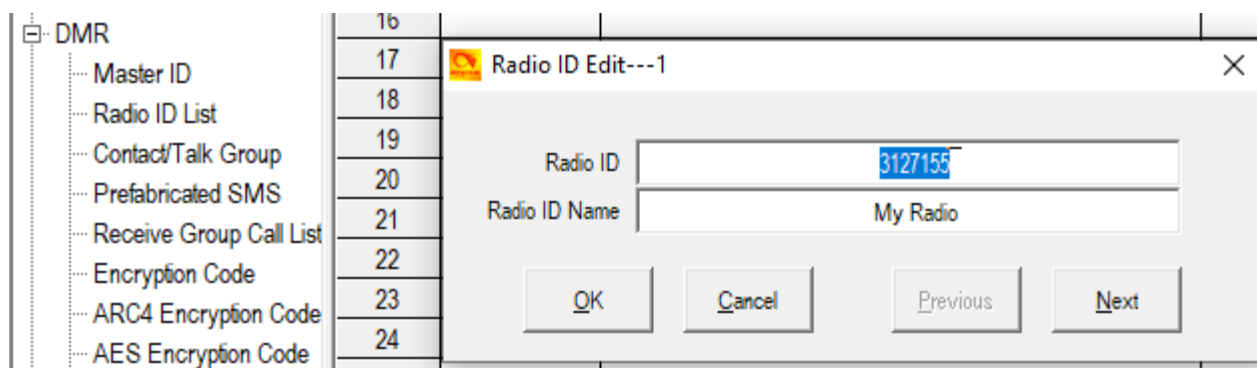 DMR
Master ID
Radio ID List
Contact/Talk Group
Prefabricated SMS
Receive Group Call List
Encryption Code
ARC4 Encryption Code
AES Encryption Code
16
17
18
19
20
21
22
23
24
Radio ID Edit---1
Radio ID 3127155
Radio ID Name My Radio
OK Cancel Previous Next